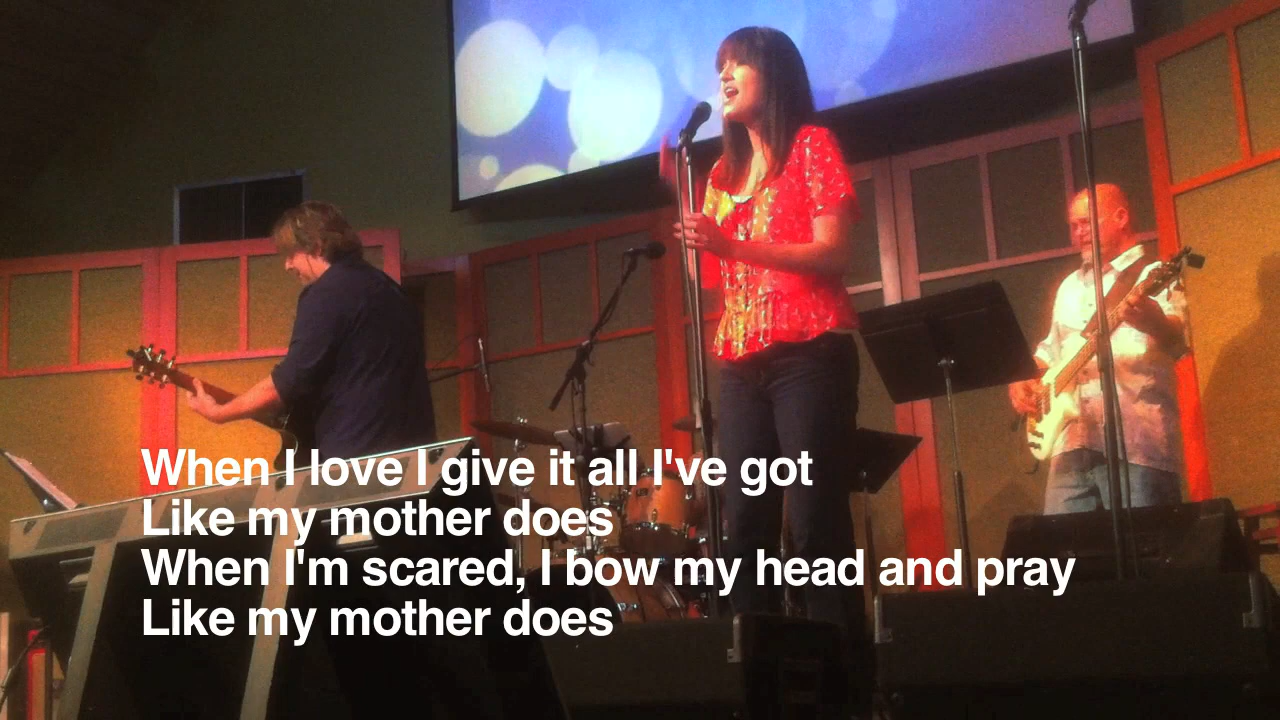 When I love I give it all I've got
Like my mother does
When I'm scared, I bow my head and pray
Like my mother does